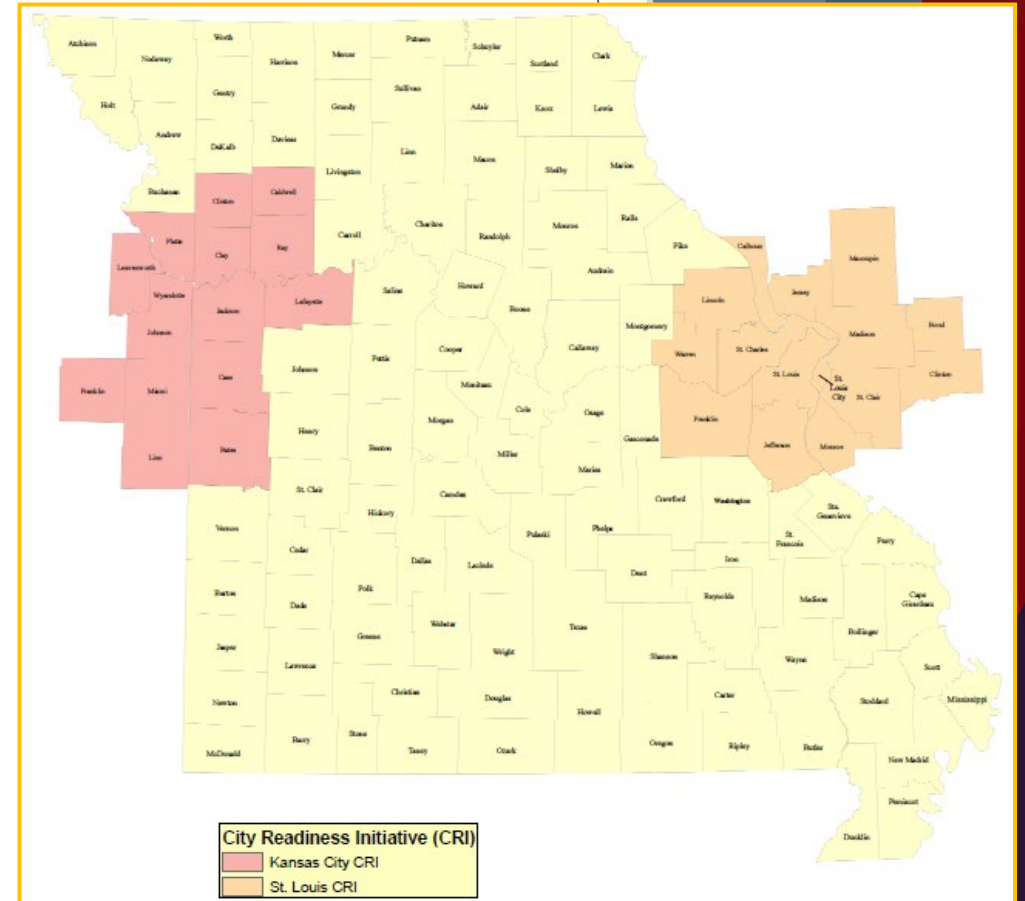 Atchison
Nodaway
Worth
Harrison
Mercer
Putnam
Schuyler
Scotland
Clark
Gentry
Sullivan
Holt
Grundy
Adair
Knox
Lewis
Andrew
DeKalb
Daviess
Livingston
Linn
Macon
Shelby
Marion
Buchanan
Clinton
Caldwell
Chariton
Randolph
Monroe
Ralls
Pike
Carroll
Platte
Clay
Ray
Audrain
Calhoun
Macoupin
Leavenworth
Wyandotte
Jackson
Lafayette
Saline
Howard
Boone
Lincoln
Jersey
Montgomery
Madison
Bond
Johnson
Johnson
Pettis
Cooper
Callaway
Warren
St. Charles
St. Louis
St.
Louis
City
St. Clair
Clinton
Franklin
Miami
Cass
Moniteau
Cole
Osage
Franklin
Henry
Benton
Morgan
Miller
Gasconade
Jefferson
Monroe
Linn
Bates
Maries
St. Clair
Camden
Crawford
Washington
Ste.
Genevieve
Vernon
Hickory
Pulaski
Phelps
St.
Francois
Perry
Cedar
Dallas
Laclede
Dent
Iron
Barton
Polk
Reynolds
Madison
Cape
Girardeau
Dade
Webster
Texas
Bollinger
Jasper
Greene
Wright
Shannon
Wayne
Scott
Lawrence
Newton
Christian
Douglas
Howell
Carter
Stoddard
Mississippi
McDonald
Barry
Stone
Taney
Ozark
Oregon
Ripley
Butler
New Madrid
Pemiscot
Dunklin
City Readiness Initiative (CRI)
Kansas City CRI
St. Louis CRI